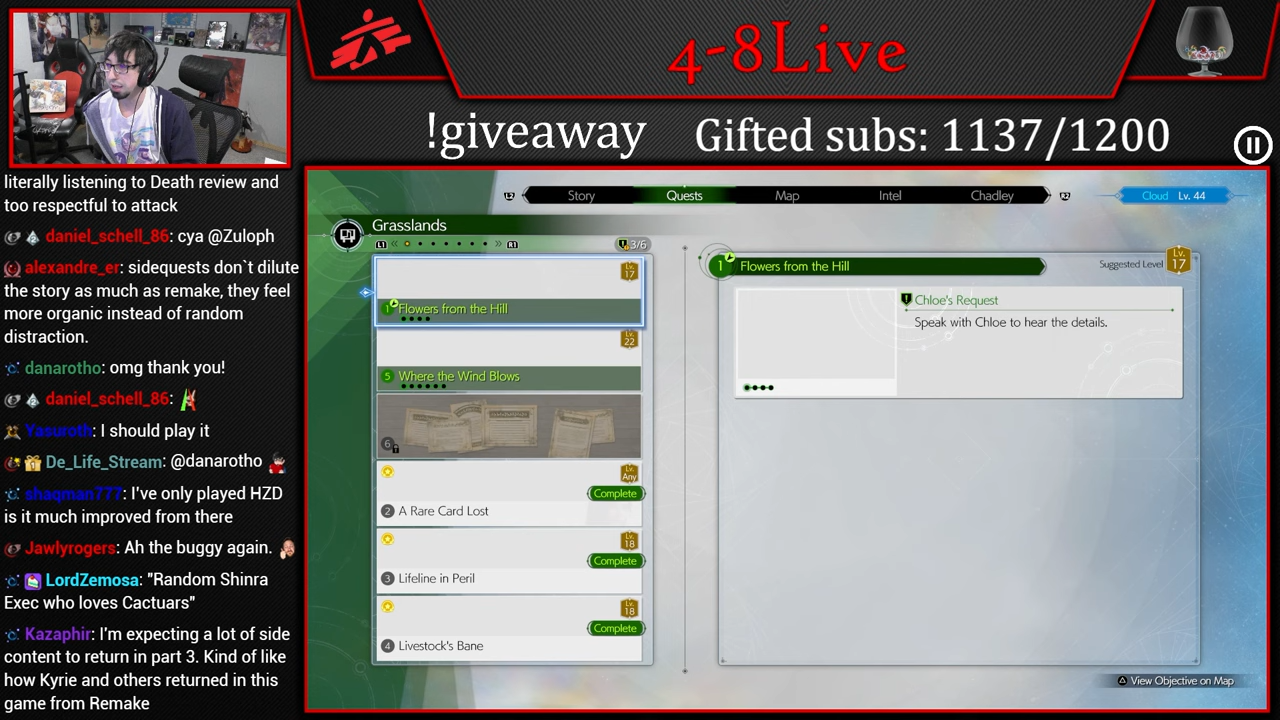 4-8Live
!giveaway
Gifted subs: 1137/1200
literally listening to Death review and
too respectful to attack
daniel_schell_86: cya @Zuloph
alexandre_er: sidequests don`t dilute
the story as much as remake, they feel
more organic instead of random
distraction.
danarotho: omg thank you!
daniel_schell_86:
Yasuroth: I should play it
De_Life_Stream: @danarotho
shaqman777: I've only played HZD
is it much improved from there
Jawlyrogers: Ah the buggy again.
LordZemosa: "Random Shinra
Exec who loves Cactuars"
Kazaphir: I'm expecting a lot of side
content to return in part 3. Kind of like
how Kyrie and others returned in this
game from Remake
L2 Story Quests Map Intel Chadley R2
Cloud Lv. 44
Grasslands
L1 R1 3/6
Lv. 17
1 Flowers from the Hill
Lv. 22
5 Where the Wind Blows
6
Lv. Any
Complete
2 A Rare Card Lost
Lv. 18
Complete
3 Lifeline in Peril
Lv. 18
Complete
4 Livestock's Bane
1 Flowers from the Hill
Suggested Level Lv. 17
Chloe's Request
Speak with Chloe to hear the details.
View Objective on Map